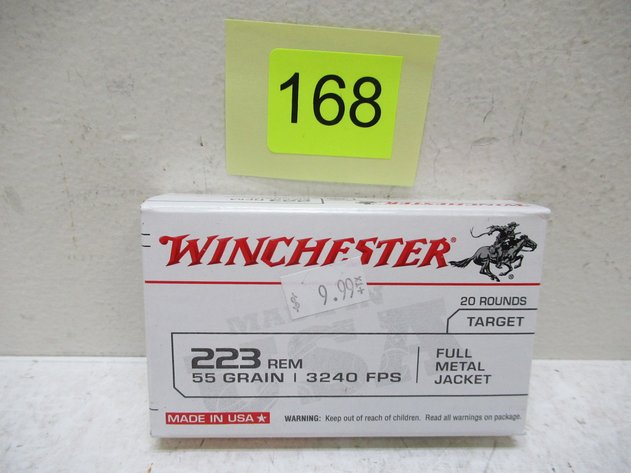 168
WINCHESTER®
9.99 +TX
20 ROUNDS
TARGET
223 REM
55 GRAIN | 3240 FPS
FULL
METAL
JACKET
MADE IN USA★
WARNING: Keep out of reach of children. Read all warnings on package.